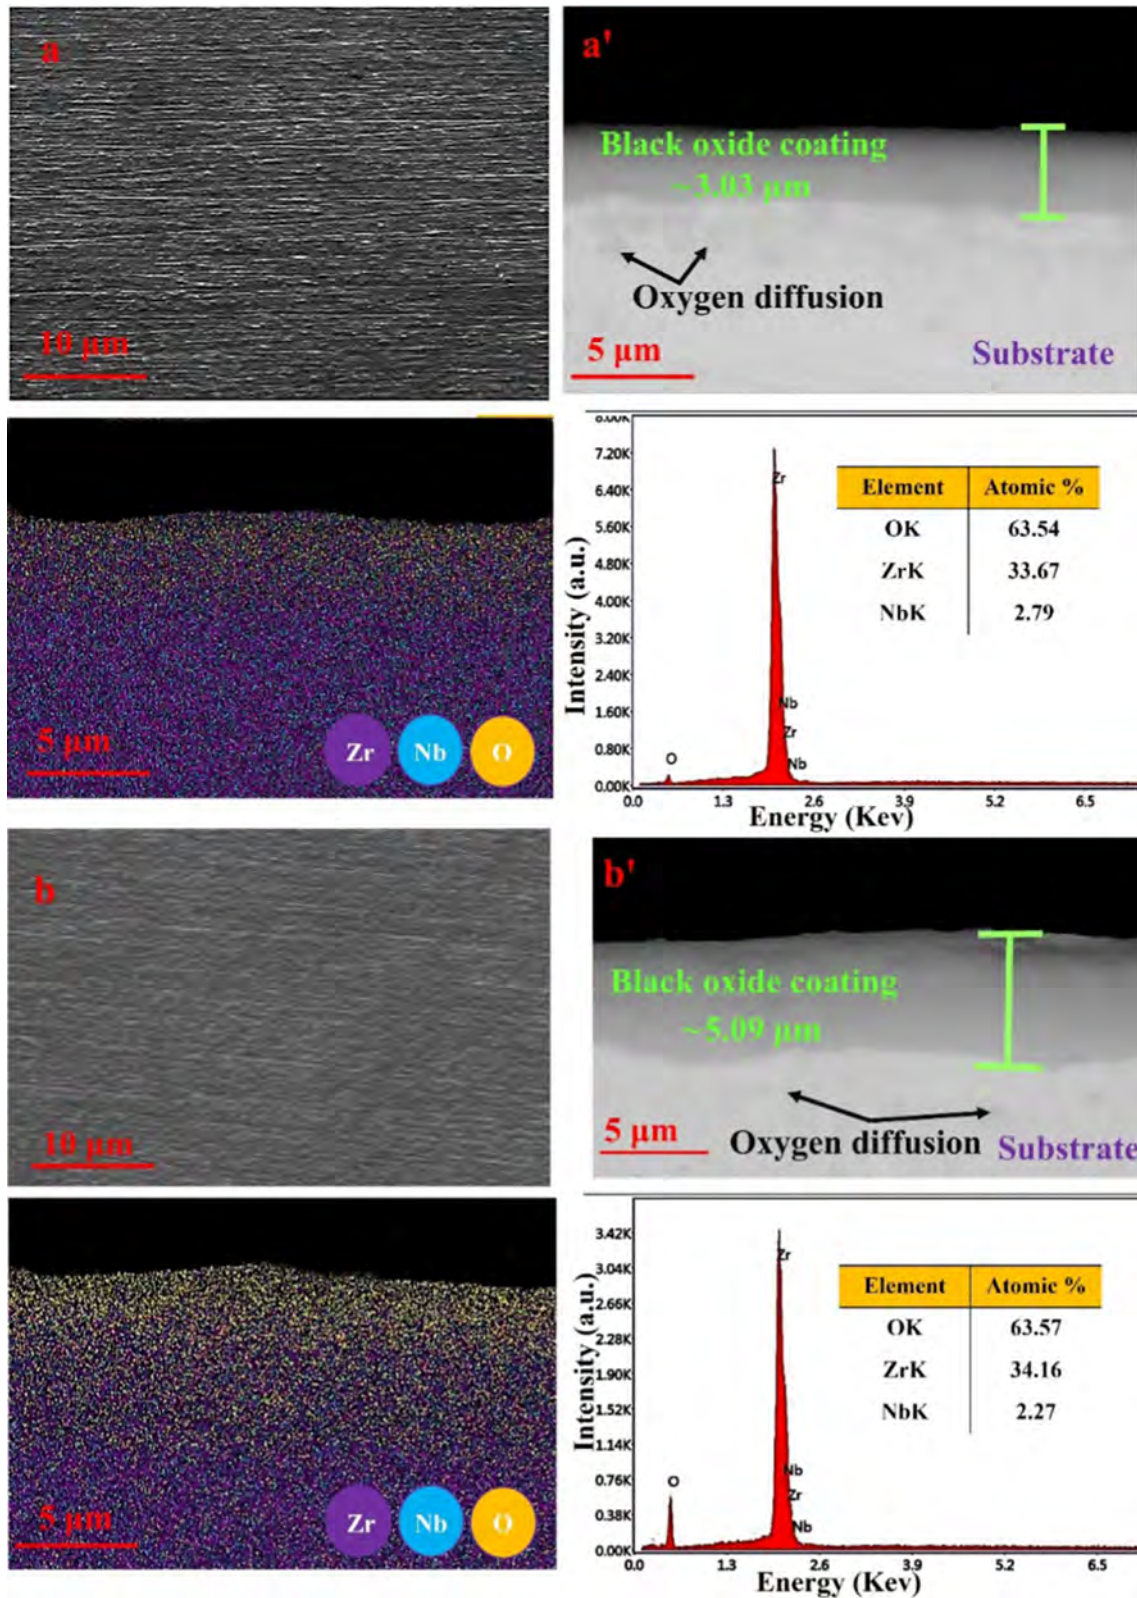 a
10 μm
a'
Black oxide coating
~3.03 μm
Oxygen diffusion
5 μm
Substrate
5 μm
Zr Nb O
8.00K
7.20K
6.40K
5.60K
4.80K
4.00K
3.20K
2.40K
1.60K
0.80K
0.00K
Intensity (a.u.)
Zr
Nb
Zr
Nb
O
Element Atomic %
OK 63.54
ZrK 33.67
NbK 2.79
0.0 1.3 2.6 3.9 5.2 6.5
Energy (Kev)
b
10 μm
b'
Black oxide coating
~5.09 μm
Oxygen diffusion
5 μm
Substrate
5 μm
Zr Nb O
3.42K
3.04K
2.66K
2.28K
1.90K
1.52K
1.14K
0.76K
0.38K
0.00K
Intensity (a.u.)
Zr
Nb
Zr
Nb
O
Element Atomic %
OK 63.57
ZrK 34.16
NbK 2.27
0.0 1.3 2.6 3.9 5.2 6.5
Energy (Kev)